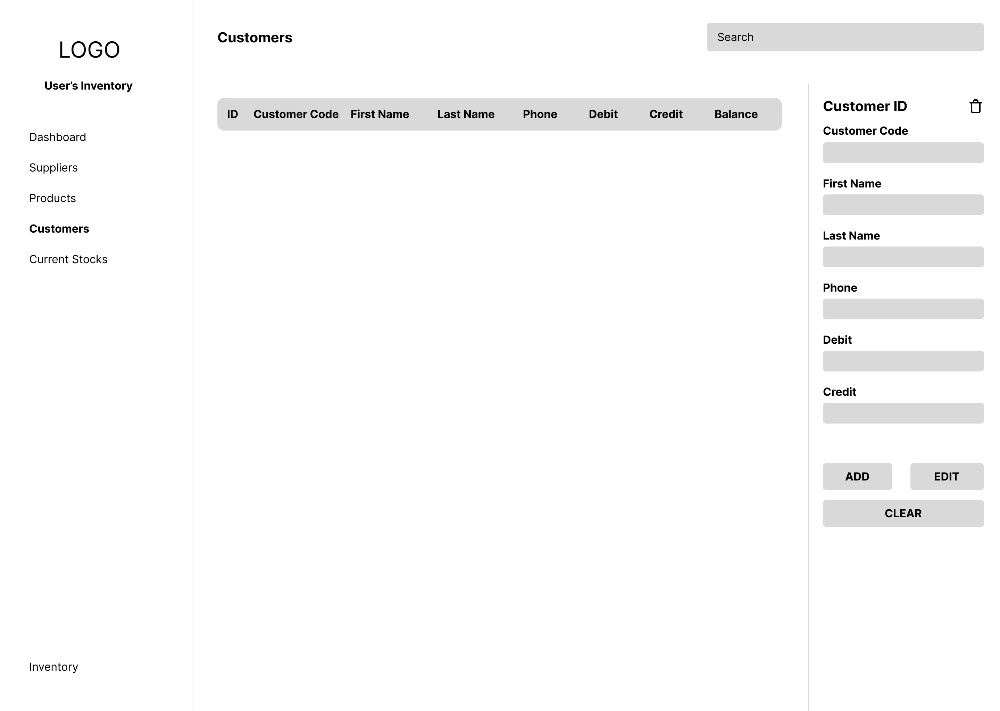 LOGO
User’s Inventory
Dashboard
Suppliers
Products
Customers
Current Stocks
Inventory
Customers
Search
ID Customer Code First Name Last Name Phone Debit Credit Balance
Customer ID
Customer Code
First Name
Last Name
Phone
Debit
Credit
ADD EDIT
CLEAR